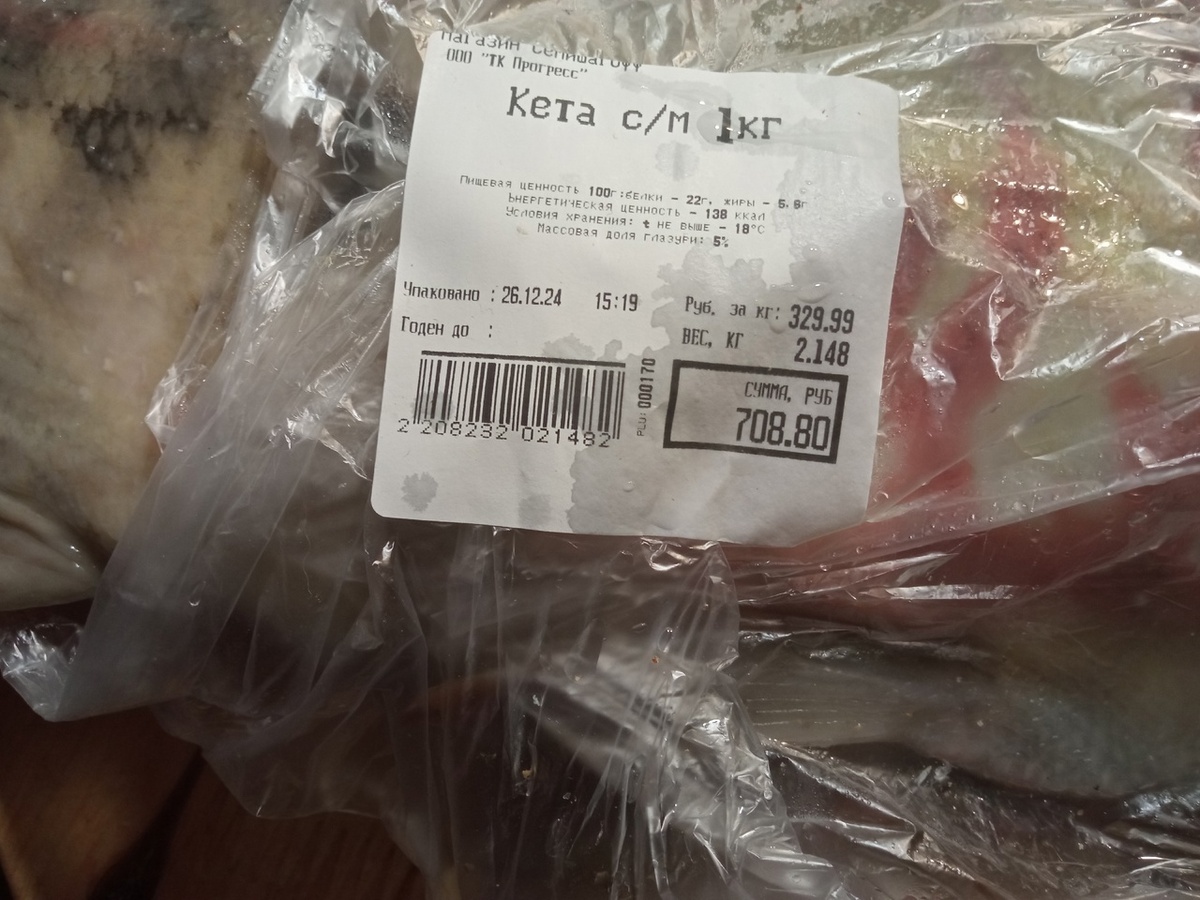 Магазин СемишагОфф
ООО "ТК Прогресс"
Кета с/м 1кг
Пищевая ценность 100г:белки - 22г, жиры - 5,6г
Энергетическая ценность - 138 ккал
Условия хранения: t не выше - 18°С
Массовая доля глазури: 5%
Упаковано : 26.12.24 15:19
Руб. за кг: 329.99
Годен до :
ВЕС, КГ 2.148
СУММА, РУБ
708.80
PLU: 000170
2 208232 021482